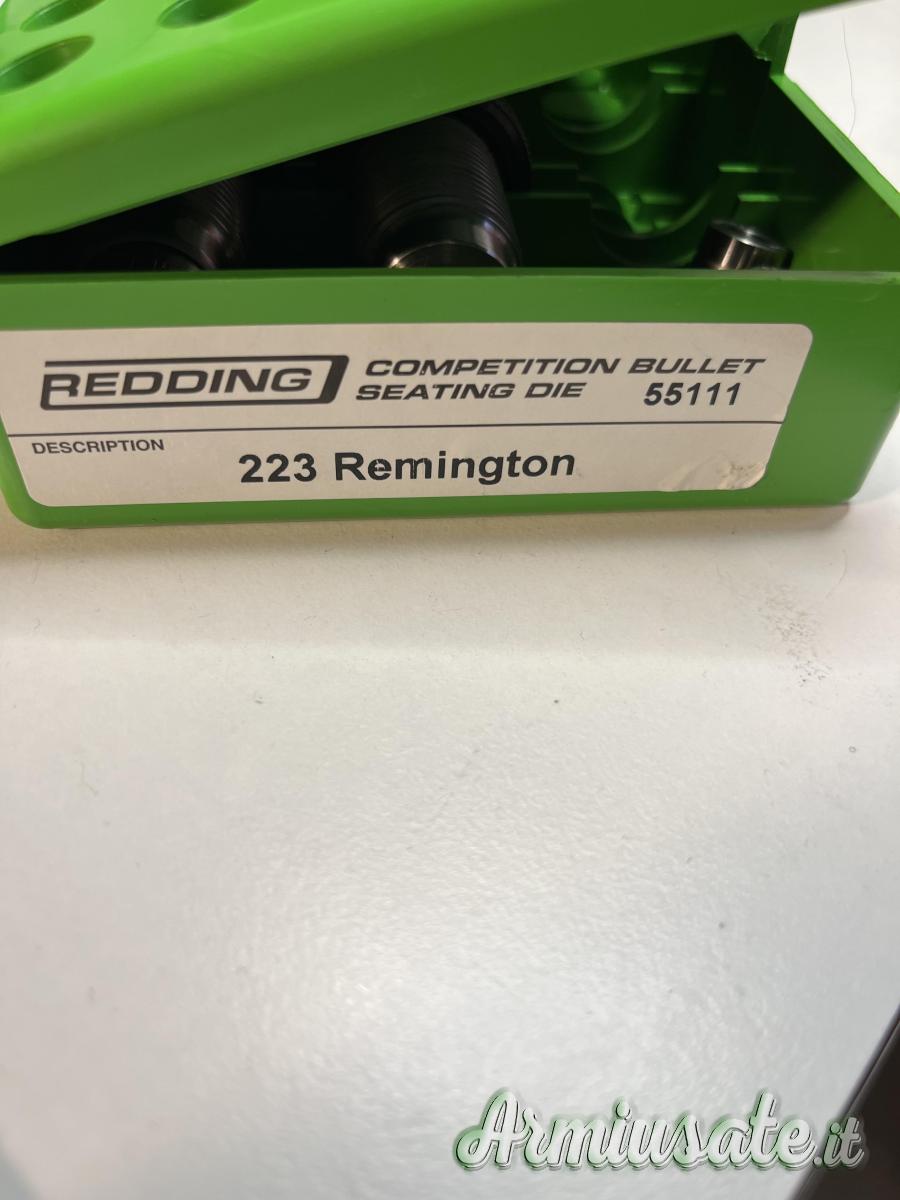 REDDING COMPETITION BULLET
SEATING DIE 55111
DESCRIPTION
223 Remington
Armiusate.it